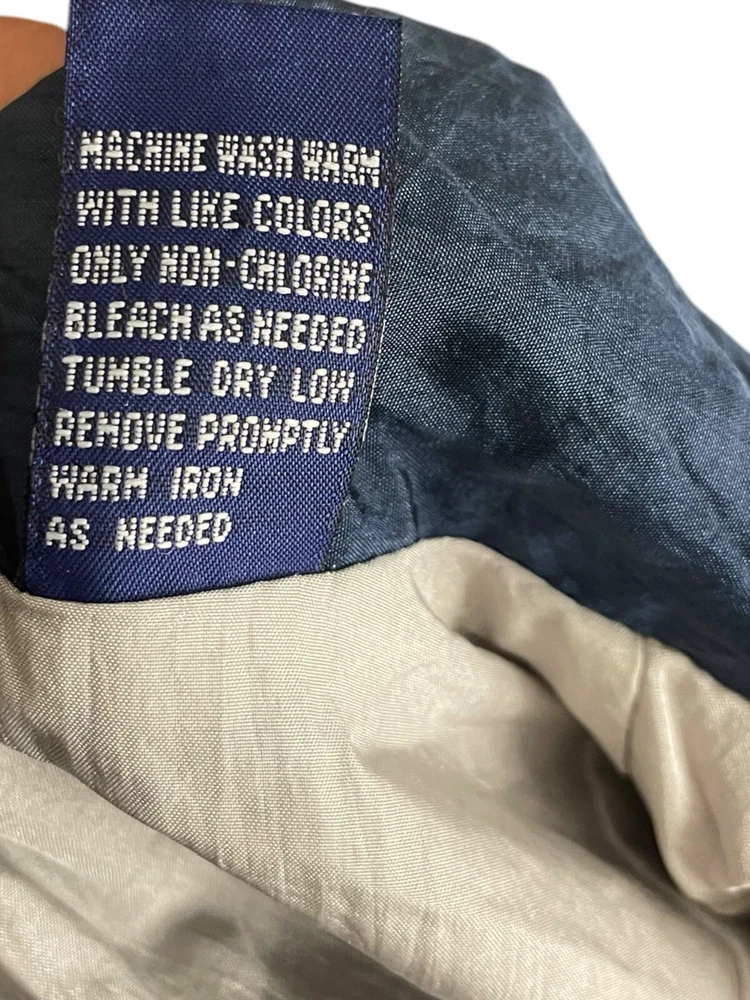 MACHINE WASH WARM
WITH LIKE COLORS
ONLY NON-CHLORINE
BLEACH AS NEEDED
TUMBLE DRY LOW
REMOVE PROMPTLY
WARM IRON
AS NEEDED